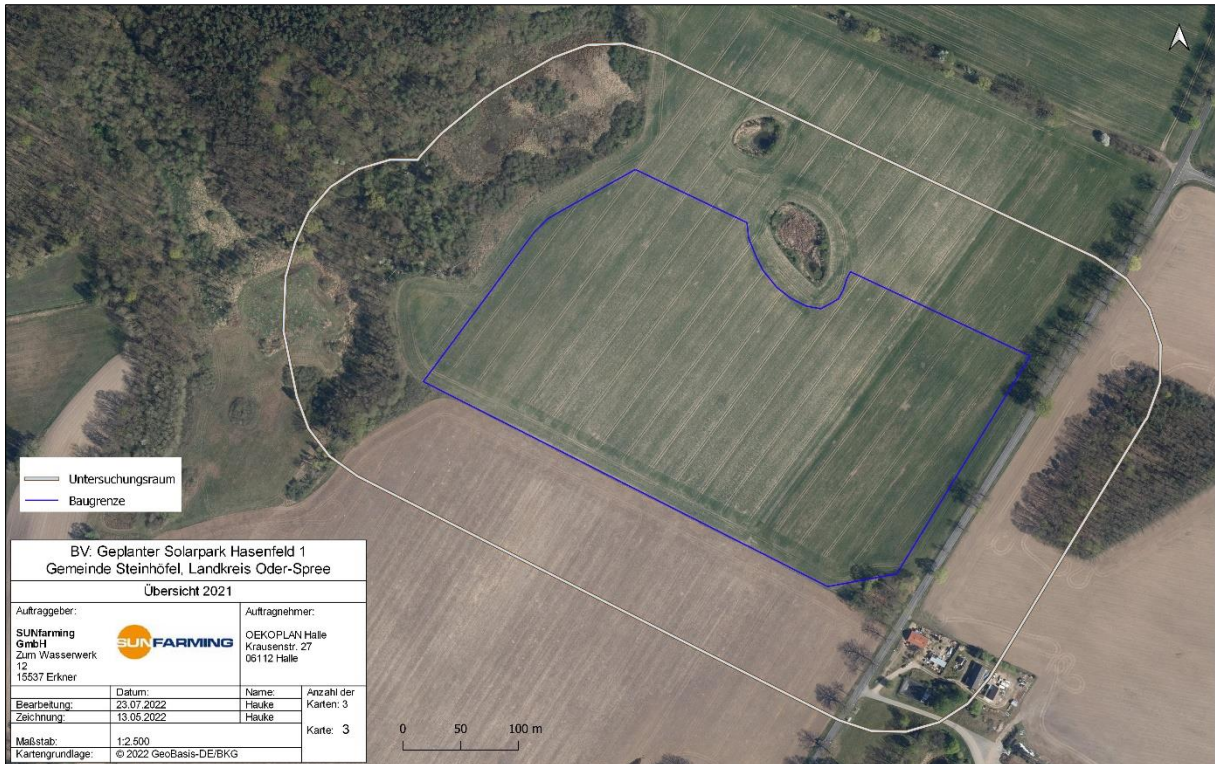 Untersuchungsraum
Baugrenze
BV: Geplanter Solarpark Hasenfeld 1
Gemeinde Steinhöfel, Landkreis Oder-Spree
Übersicht 2021
Auftraggeber:
SUNfarming
GmbH
Zum Wasserwerk
12
15537 Erkner
SUNFARMING
Auftragnehmer:
OEKOPLAN Halle
Krausenstr. 27
06112 Halle
Datum: Name: Anzahl der
Bearbeitung: 23.07.2022 Hauke Karten: 3
Zeichnung: 13.05.2022 Hauke
Karte: 3
Maßstab: 1:2.500
Kartengrundlage: © 2022 GeoBasis-DE/BKG
0 50 100 m